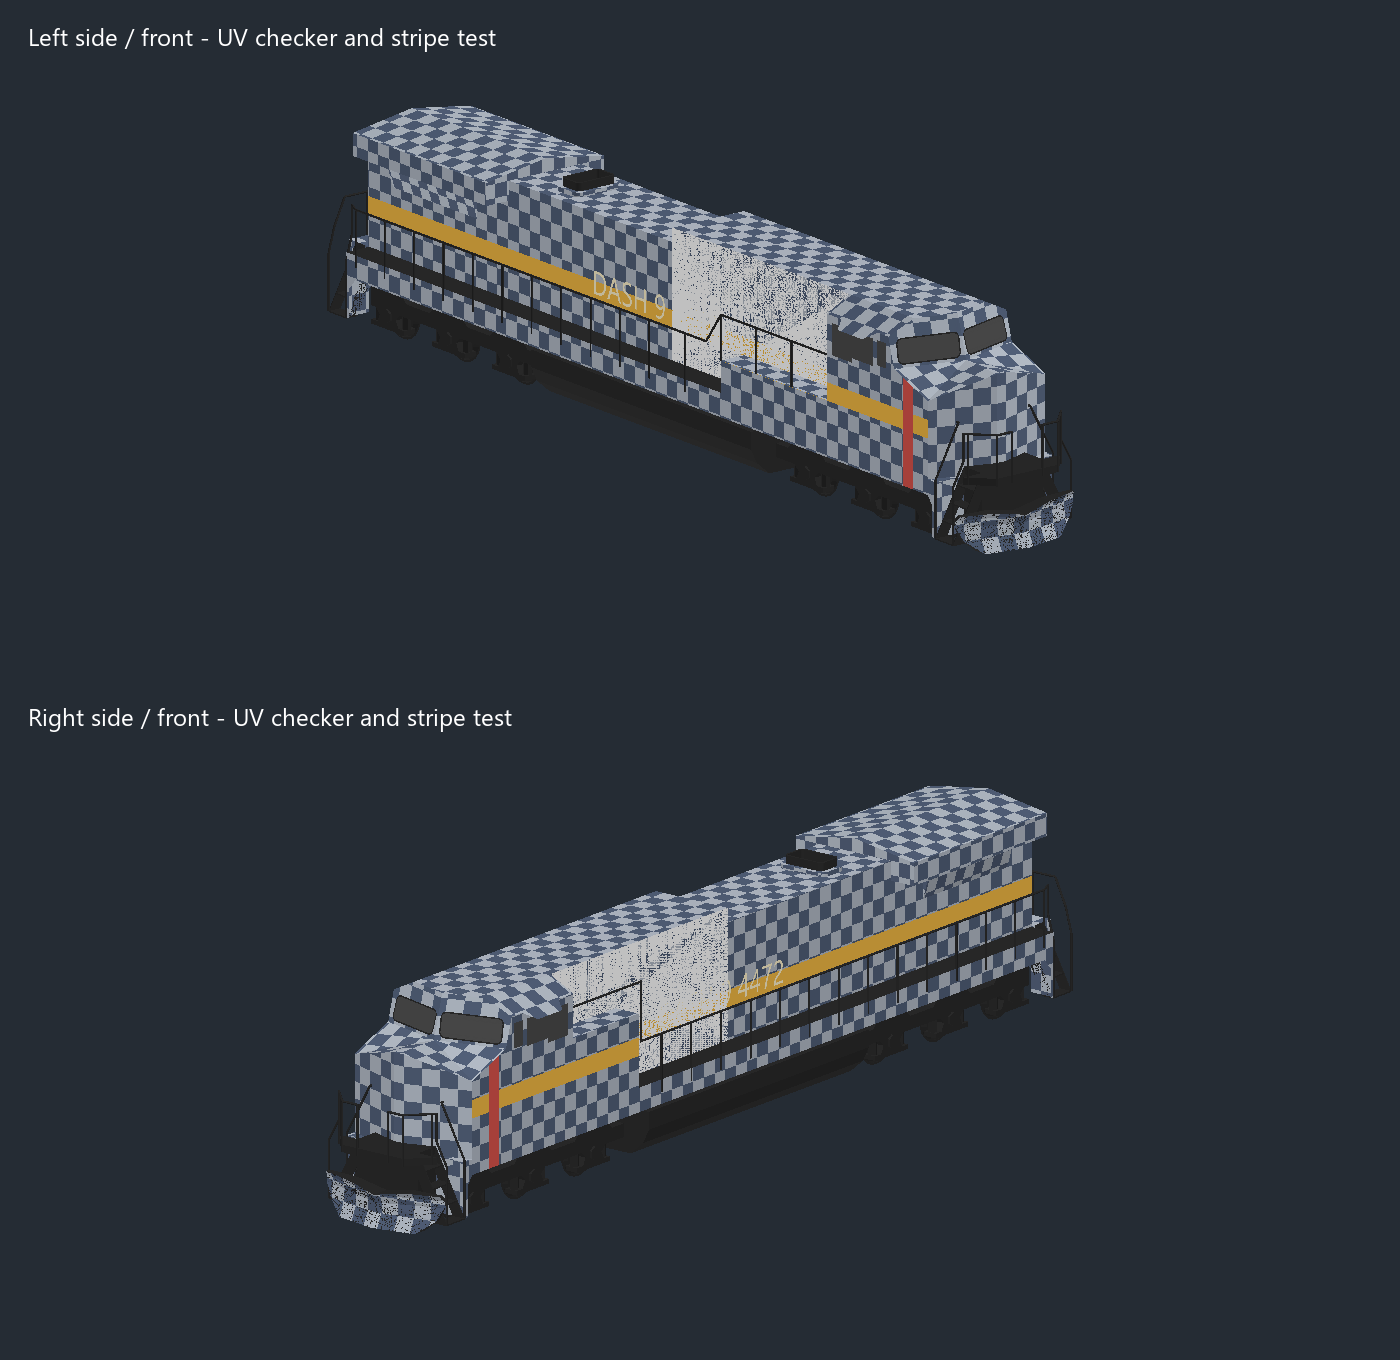 Left side / front - UV checker and stripe test
DASH 9
Right side / front - UV checker and stripe test
4472